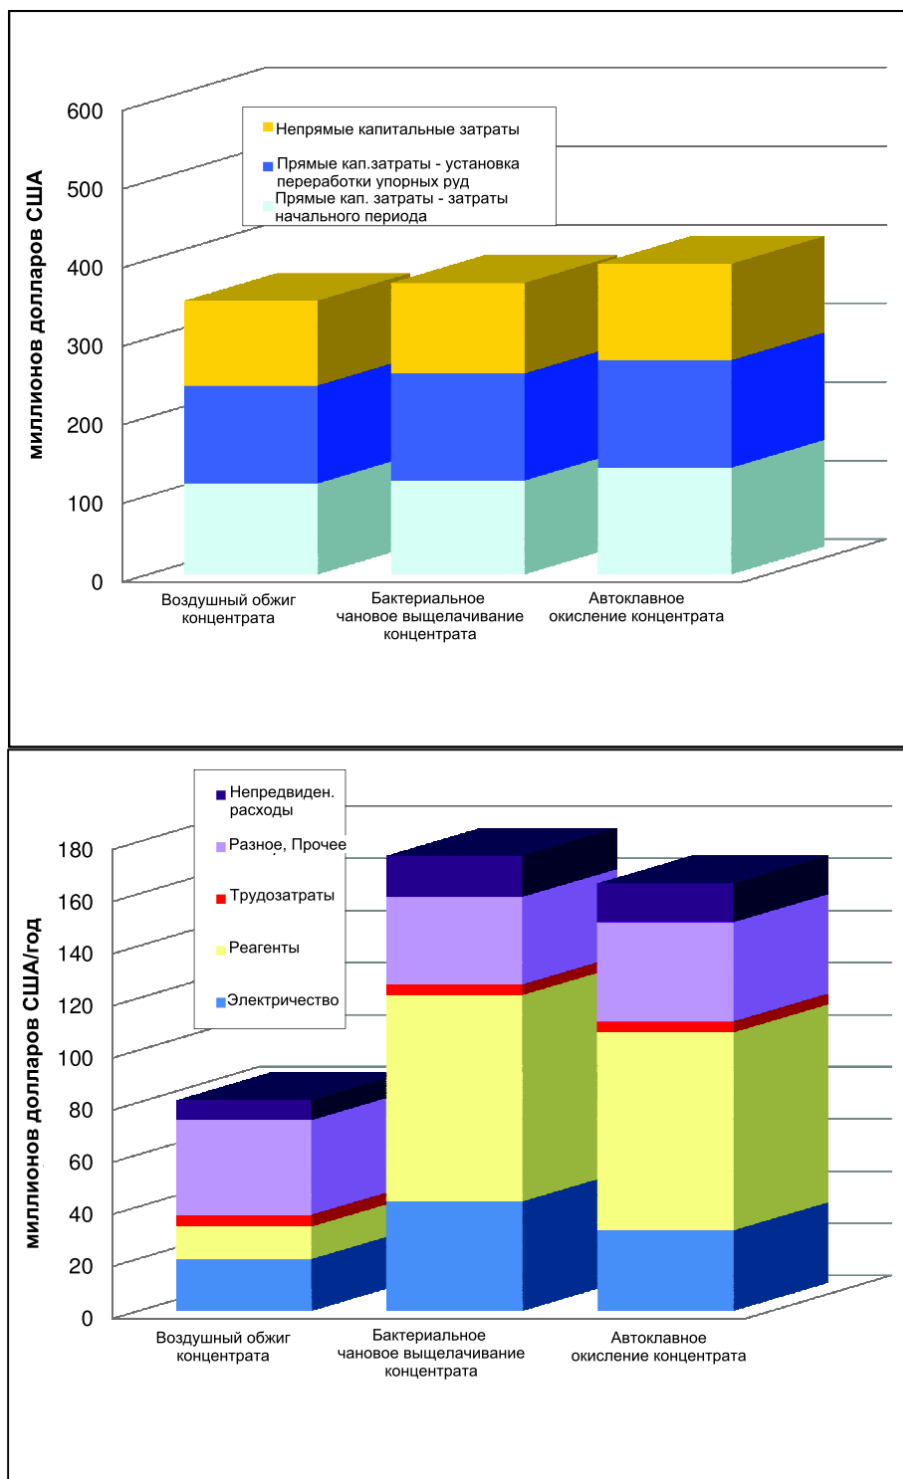 600
500
400
300
200
100
0
миллионов долларов США
Непрямые капитальные затраты
Прямые кап.затраты - установка
переработки упорных руд
Прямые кап. затраты - затраты
начального периода
Воздушный обжиг
концентрата
Бактериальное
чановое выщелачивание
концентрата
Автоклавное
окисление концентрата
180
160
140
120
100
80
60
40
20
0
миллионов долларов США/год
Непредвиден.
расходы
Разное, Прочее
Трудозатраты
Реагенты
Электричество
Воздушный обжиг
концентрата
Бактериальное
чановое выщелачивание
концентрата
Автоклавное
окисление концентрата